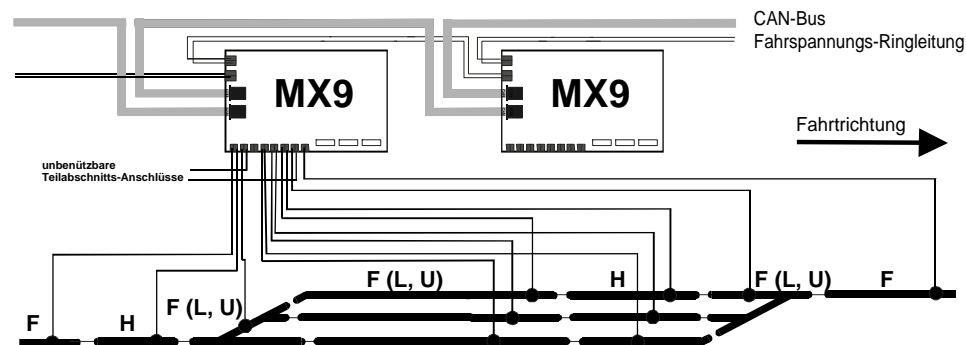 CAN-Bus
Fahrspannungs-Ringleitung
MX9
MX9
Fahrtrichtung
unbenützbare
Teilabschnitts-Anschlüsse
F (L, U)
H
F (L, U)
F
F (L, U)
F
H